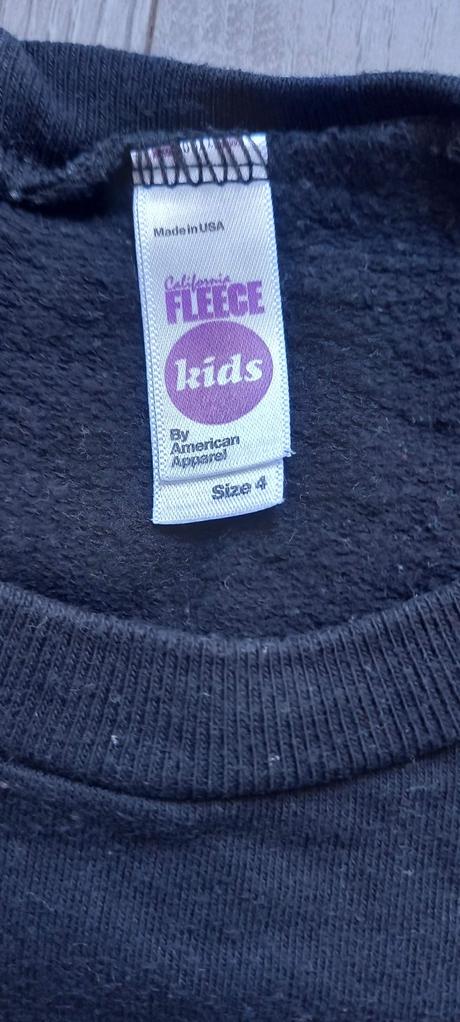 Made in USA
California
FLEECE
kids
By
American
Apparel
Size 4